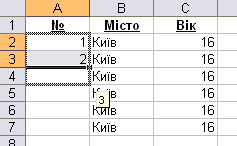 A B C
1 № Місто Вік
2 1 Київ 16
3 2 Київ 16
4 Київ 16
5 Київ 16
6 Київ 16
7 Київ 16
3